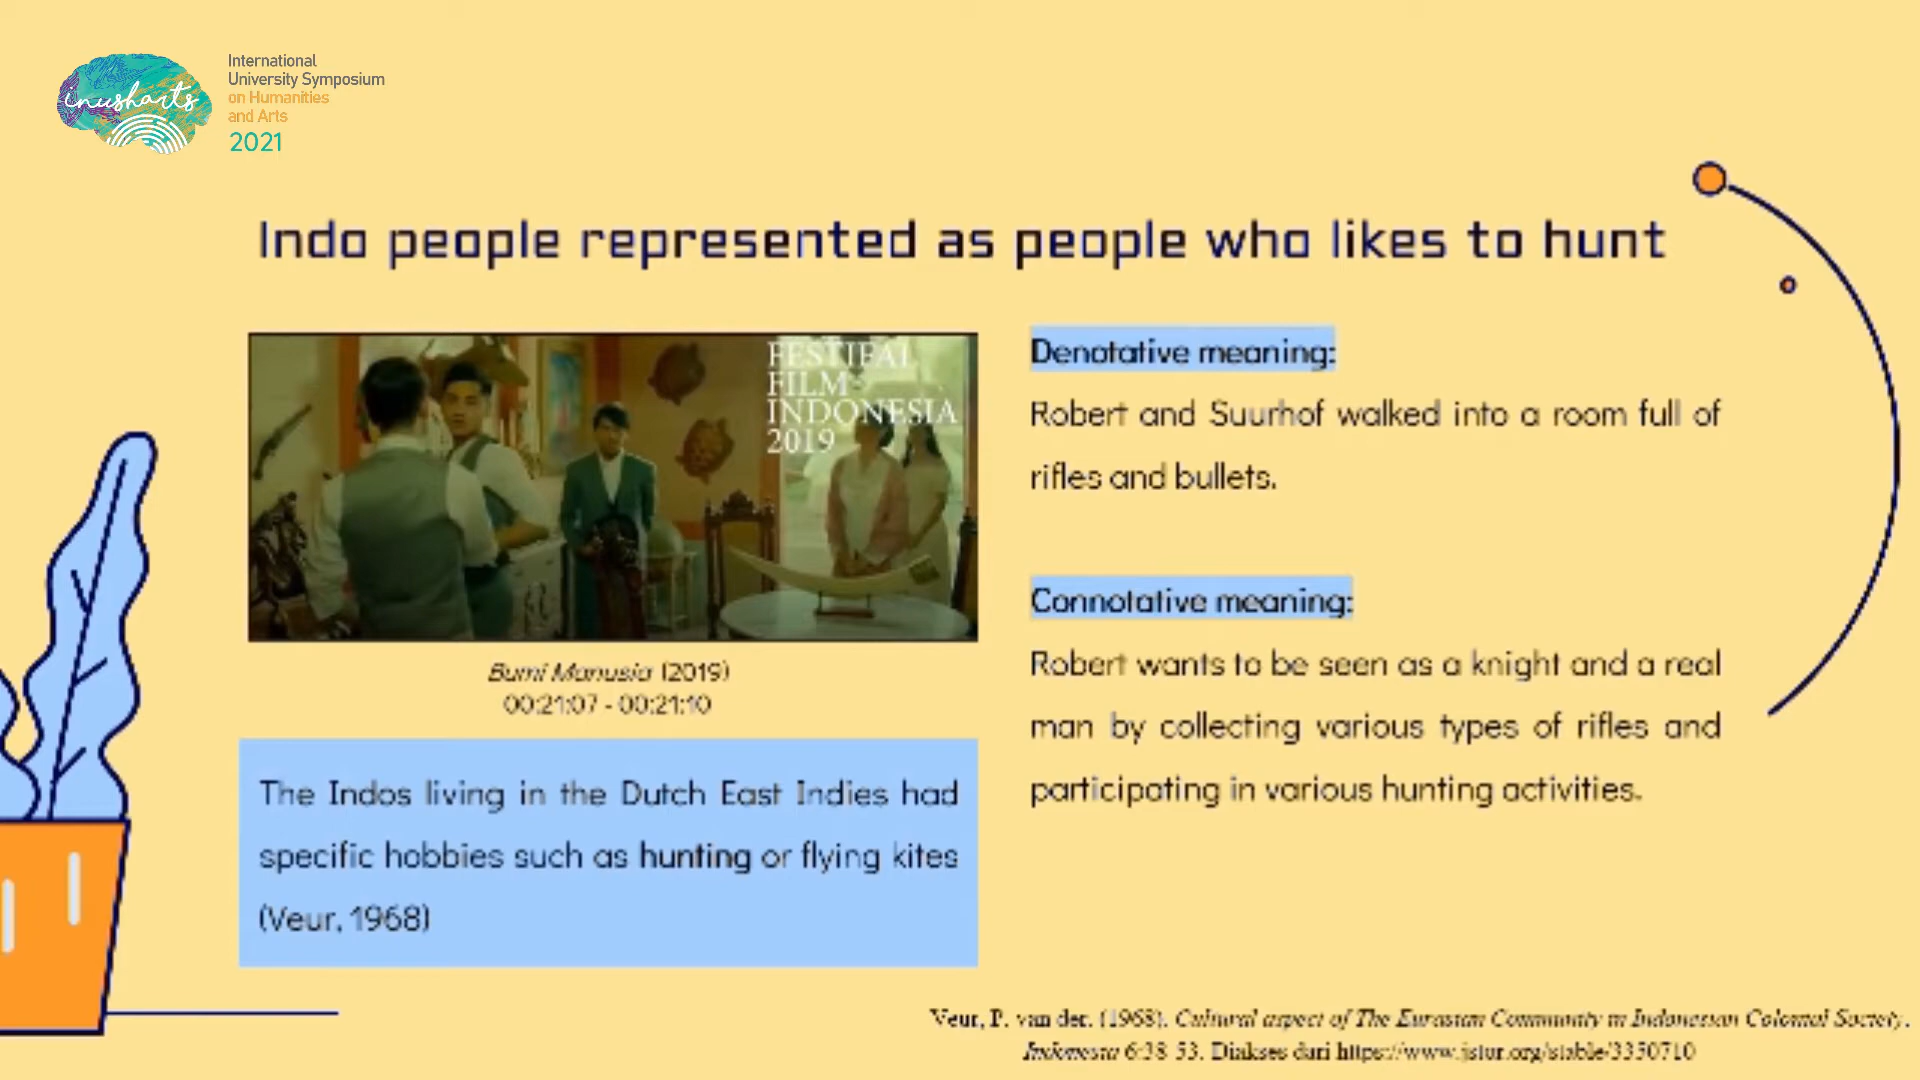 inusharts
International
University Symposium
on Humanities
and Arts
2021
Indo people represented as people who likes to hunt
FESTIFAL
FILM
INDONESIA
2019
Bumi Manusia (2019)
00:21:07 - 00:21:10
The Indos living in the Dutch East Indies had
specific hobbies such as hunting or flying kites
(Veur, 1968)
Denotative meaning:
Robert and Suurhof walked into a room full of
rifles and bullets.
Connotative meaning:
Robert wants to be seen as a knight and a real
man by collecting various types of rifles and
participating in various hunting activities.
Veur, P. van der. (1968). Cultural aspect of The Eurasian Community in Indonesian Colonial Society.
Indonesia 6:38-53. Diakses dari https://www.jstor.org/stable/3350710